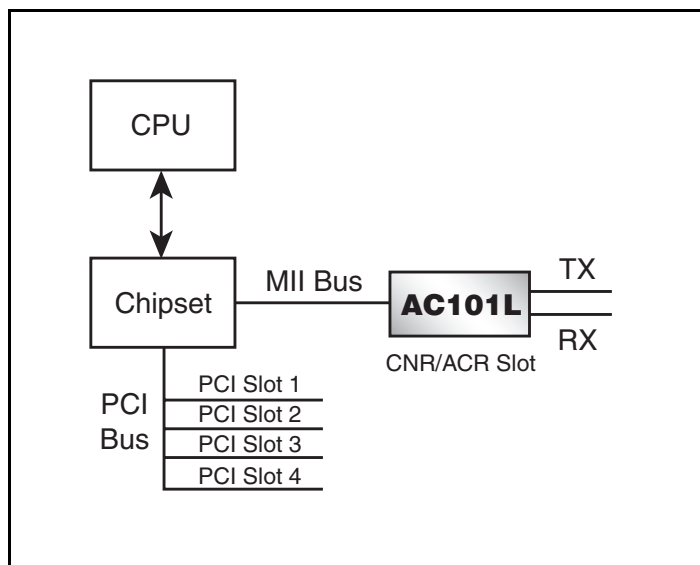 CPU
Chipset
MII Bus
AC101L
TX
RX
CNR/ACR Slot
PCI
Bus
PCI Slot 1
PCI Slot 2
PCI Slot 3
PCI Slot 4